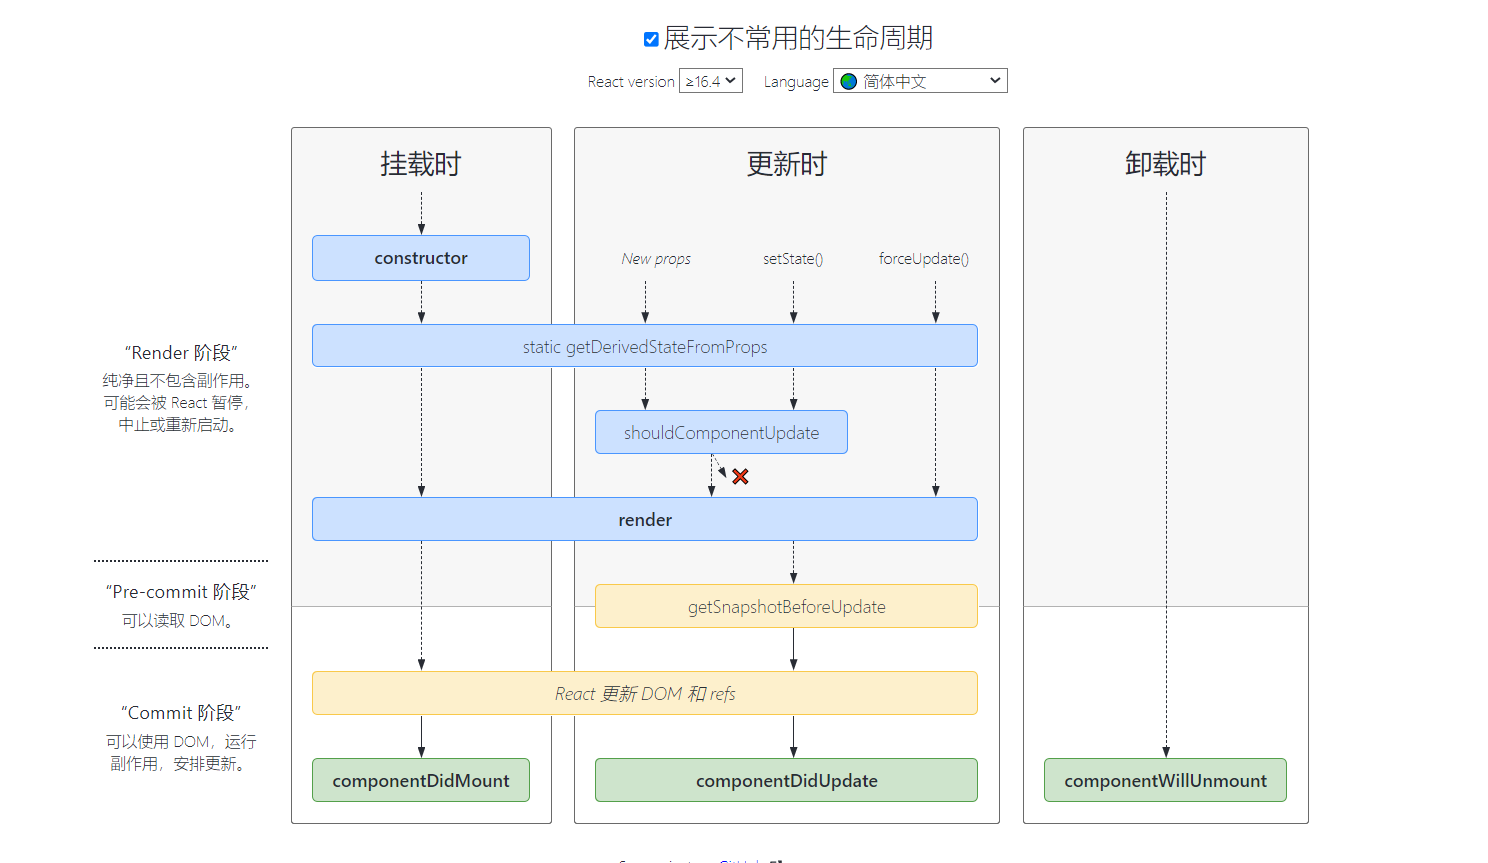 展示不常用的生命周期
React version ≥16.4 Language 简体中文
挂载时
更新时
卸载时
constructor
New props
setState()
forceUpdate()
static getDerivedStateFromProps
“Render 阶段”
纯净且不包含副作用。
可能会被 React 暂停，
中止或重新启动。
shouldComponentUpdate
render
“Pre-commit 阶段”
可以读取 DOM。
getSnapshotBeforeUpdate
React 更新 DOM 和 refs
“Commit 阶段”
可以使用 DOM，运行
副作用，安排更新。
componentDidMount
componentDidUpdate
componentWillUnmount